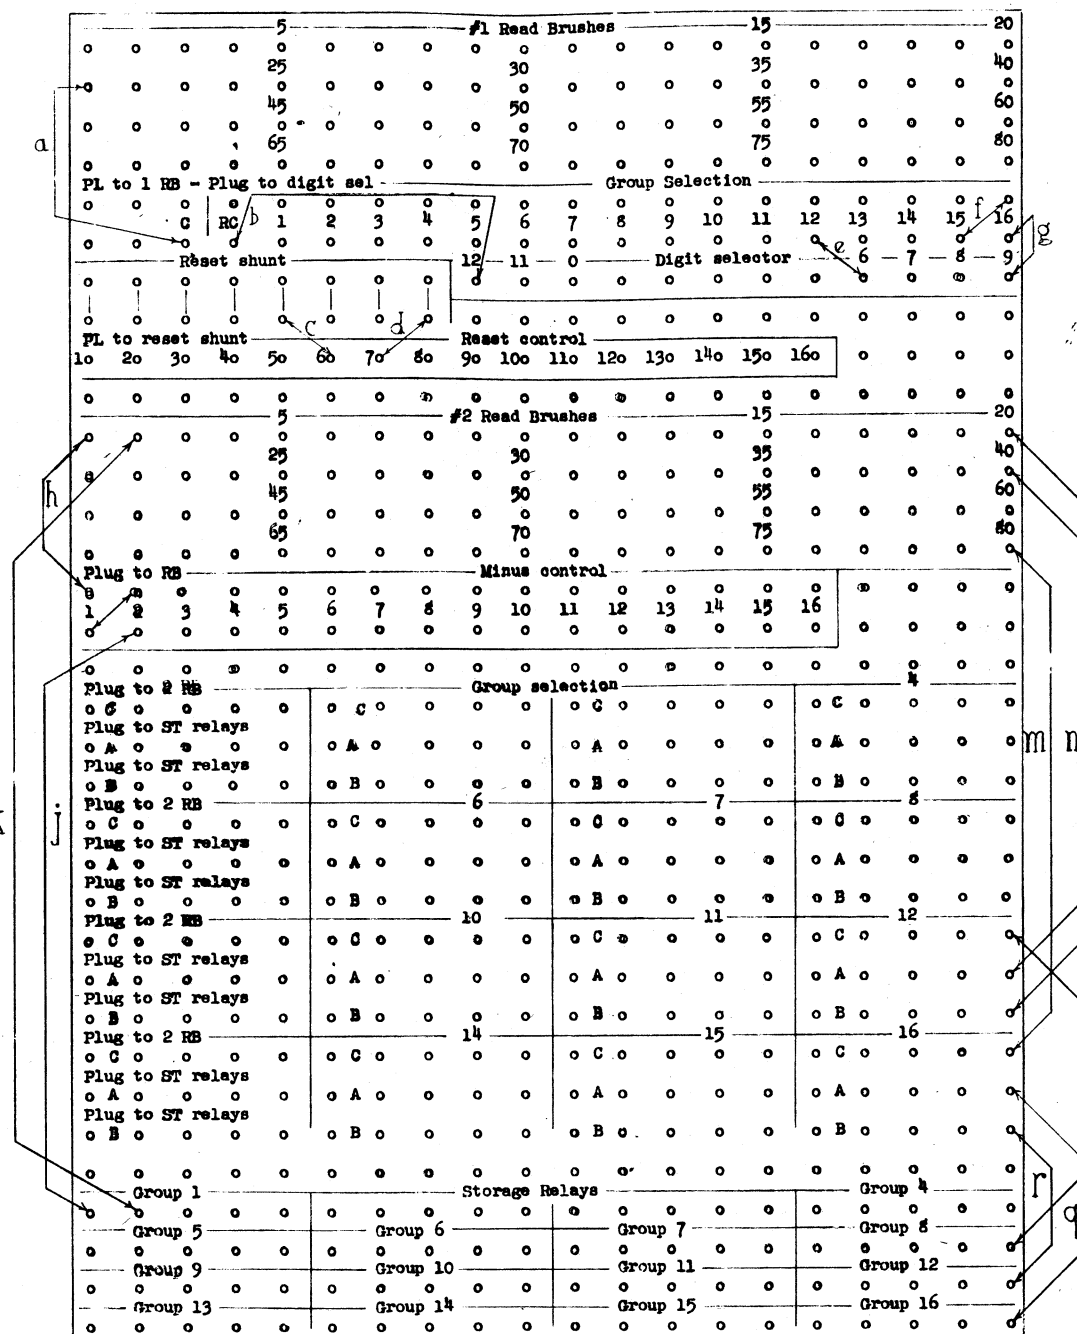 5 #1 Read Brushes 15 20
25 30 35 40
45 50 55 60
a 65 70 75 80
PL to 1 RB - Plug to digit sel Group Selection
C RC b 1 2 3 4 5 6 7 8 9 10 11 12 13 14 15 f 16 g
Reset shunt 12 11 0 Digit selector e 6 7 8 9
c d
PL to reset shunt Reset control
1o 2o 3o 4o 5o 6o 7o 8o 9o 10o 11o 12o 13o 14o 15o 16o
5 #2 Read Brushes 15 20
25 30 35 40
h 45 50 55 60
65 70 75 80
Plug to RB Minus control
1 2 3 4 5 6 7 8 9 10 11 12 13 14 15 16
Plug to 2 RB Group selection 4
C C C C
Plug to ST relays
A A A A m n
Plug to ST relays
B B B B
Plug to 2 RB 6 7 8
j C C C C
Plug to ST relays
A A A A
Plug to ST relays
B B B B
Plug to 2 RB 10 11 12
C C C C
Plug to ST relays
A A A A
Plug to ST relays
B B B B
Plug to 2 RB 14 15 16
C C C C
Plug to ST relays
A A A A
Plug to ST relays
B B B B
Group 1 Storage Relays Group 4 r
Group 5 Group 6 Group 7 Group 8 q
Group 9 Group 10 Group 11 Group 12
Group 13 Group 14 Group 15 Group 16